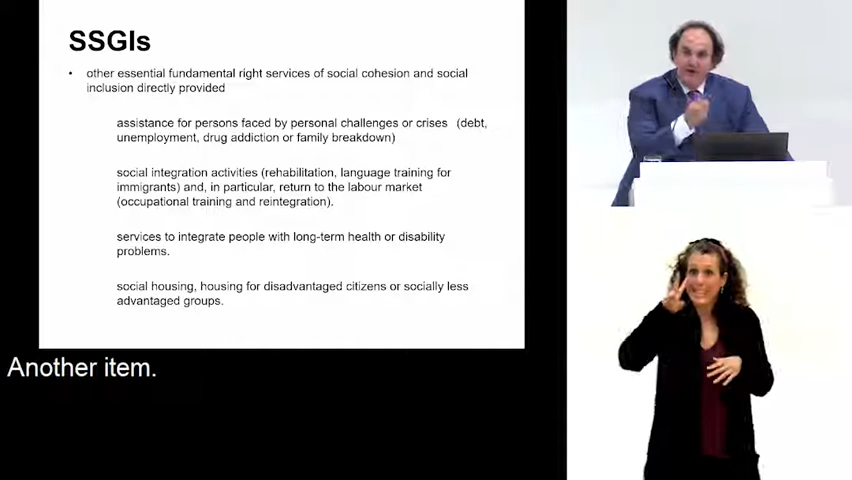 SSGIs
• other essential fundamental right services of social cohesion and social
inclusion directly provided
assistance for persons faced by personal challenges or crises (debt,
unemployment, drug addiction or family breakdown)
social integration activities (rehabilitation, language training for
immigrants) and, in particular, return to the labour market
(occupational training and reintegration).
services to integrate people with long-term health or disability
problems.
social housing, housing for disadvantaged citizens or socially less
advantaged groups.
Another item.